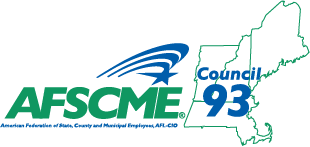 Council
AFSCME® 93
American Federation of State, County and Municipal Employees, AFL-CIO